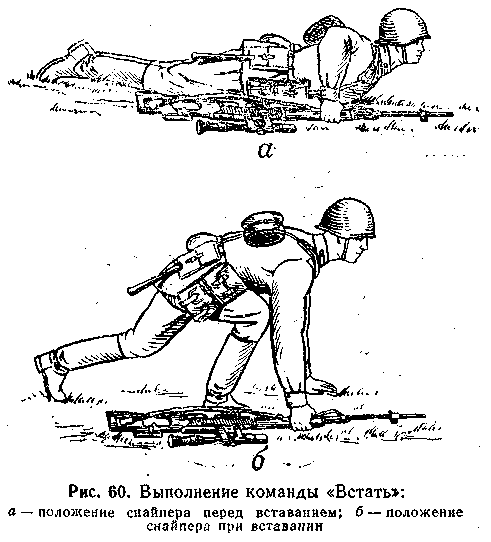 а
б
Рис. 60. Выполнение команды «Встать»:
а — положение снайпера перед вставанием; б — положение
снайпера при вставании